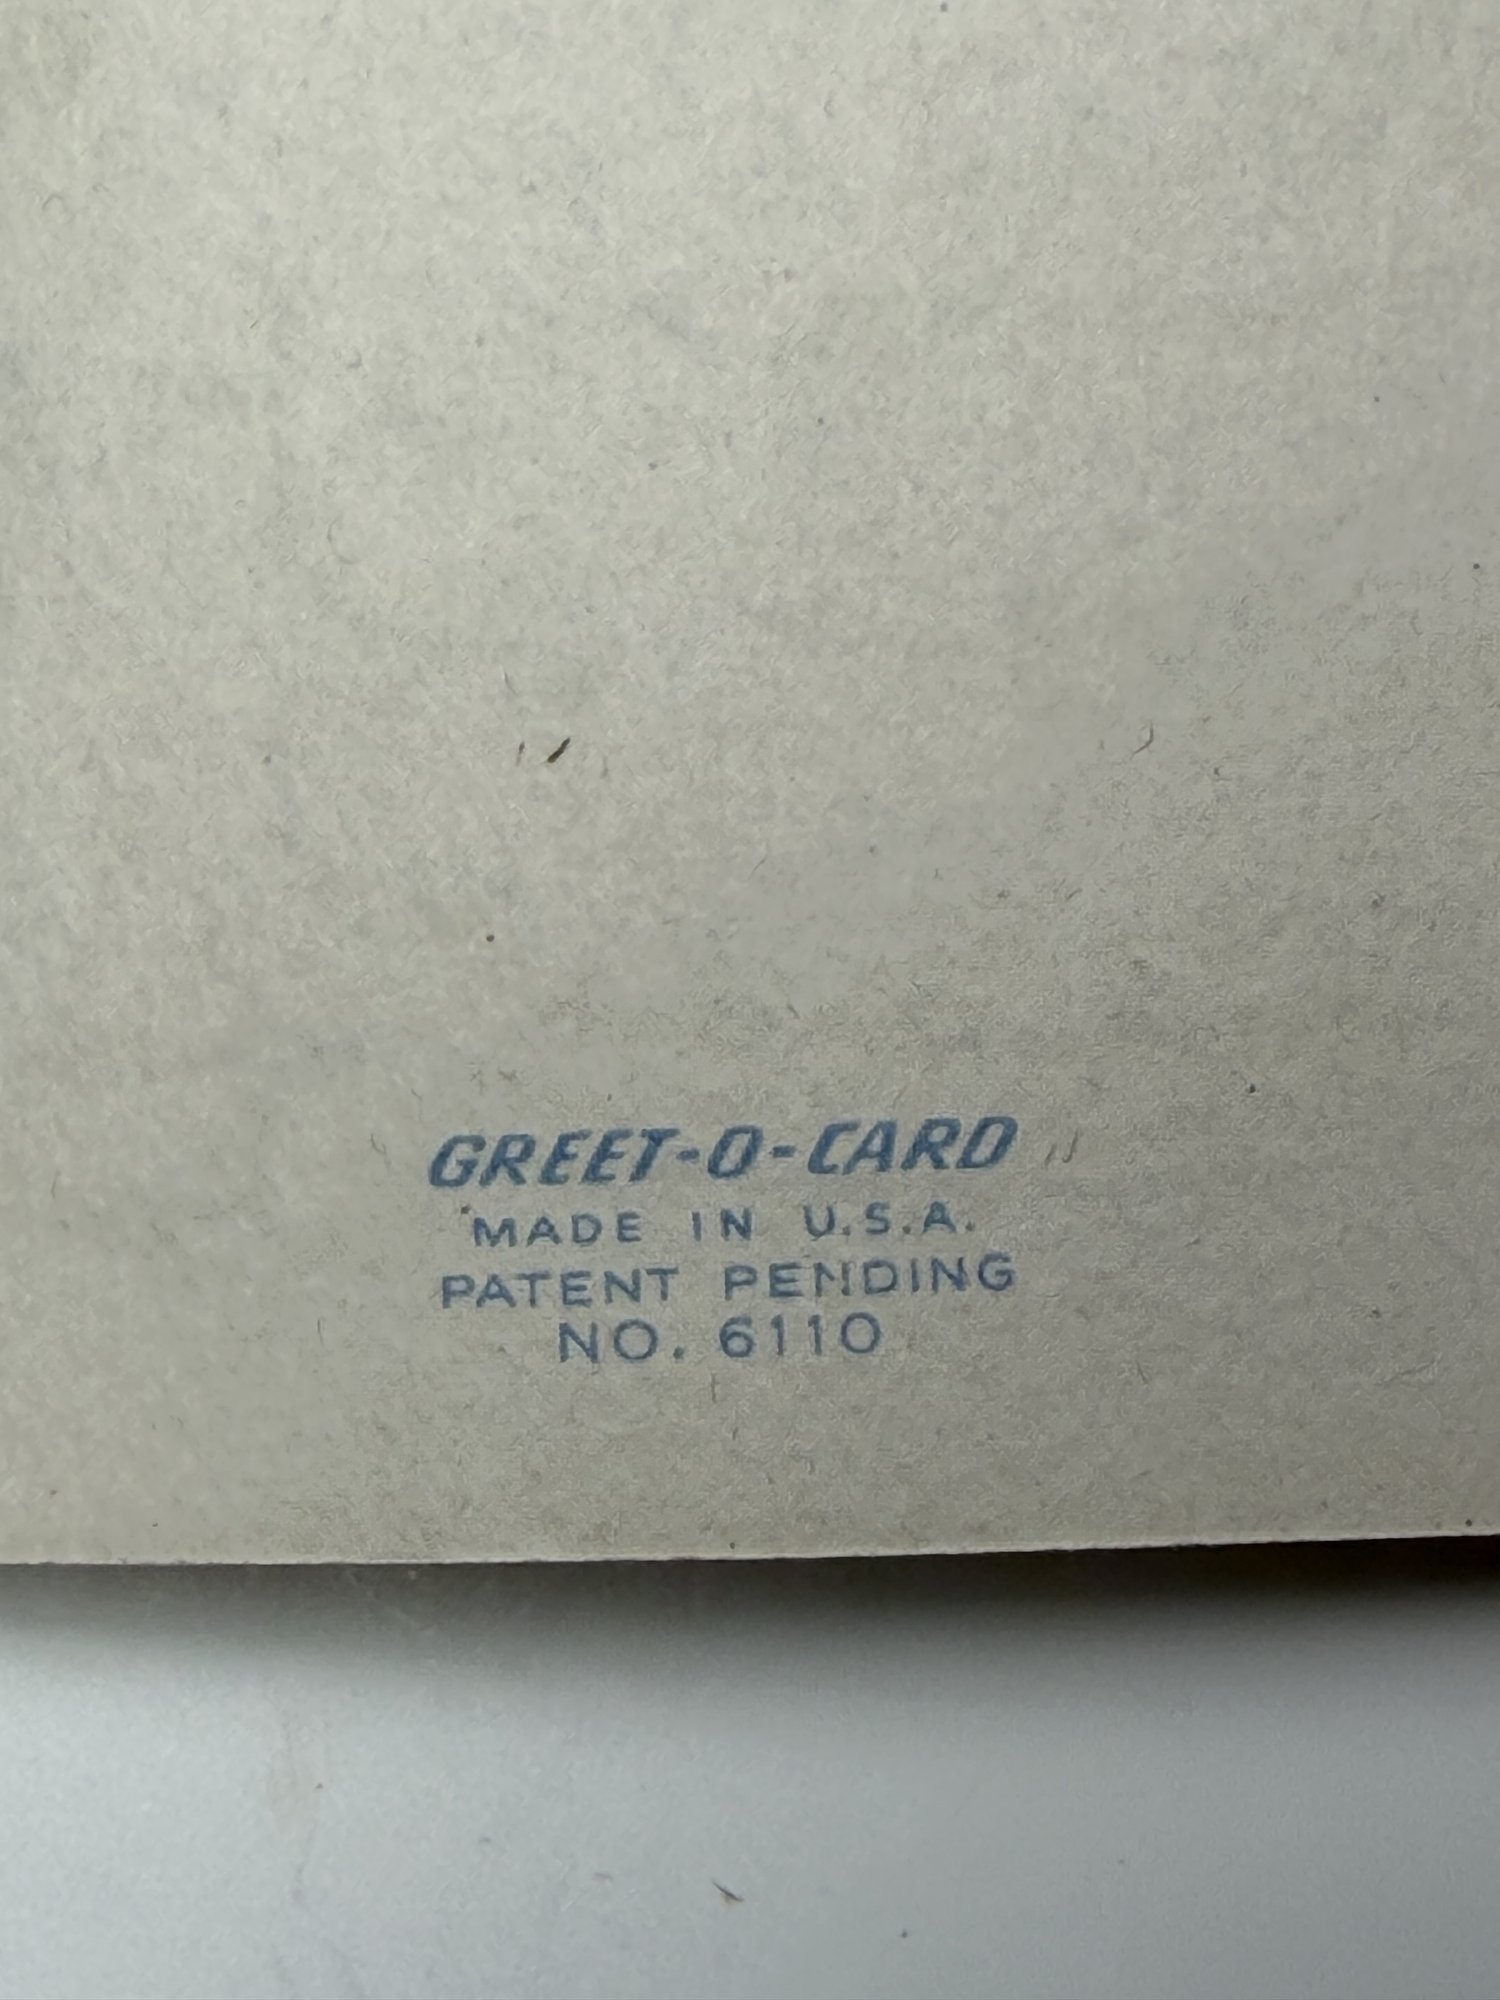 GREET-O-CARD
MADE IN U.S.A.
PATENT PENDING
NO. 6110